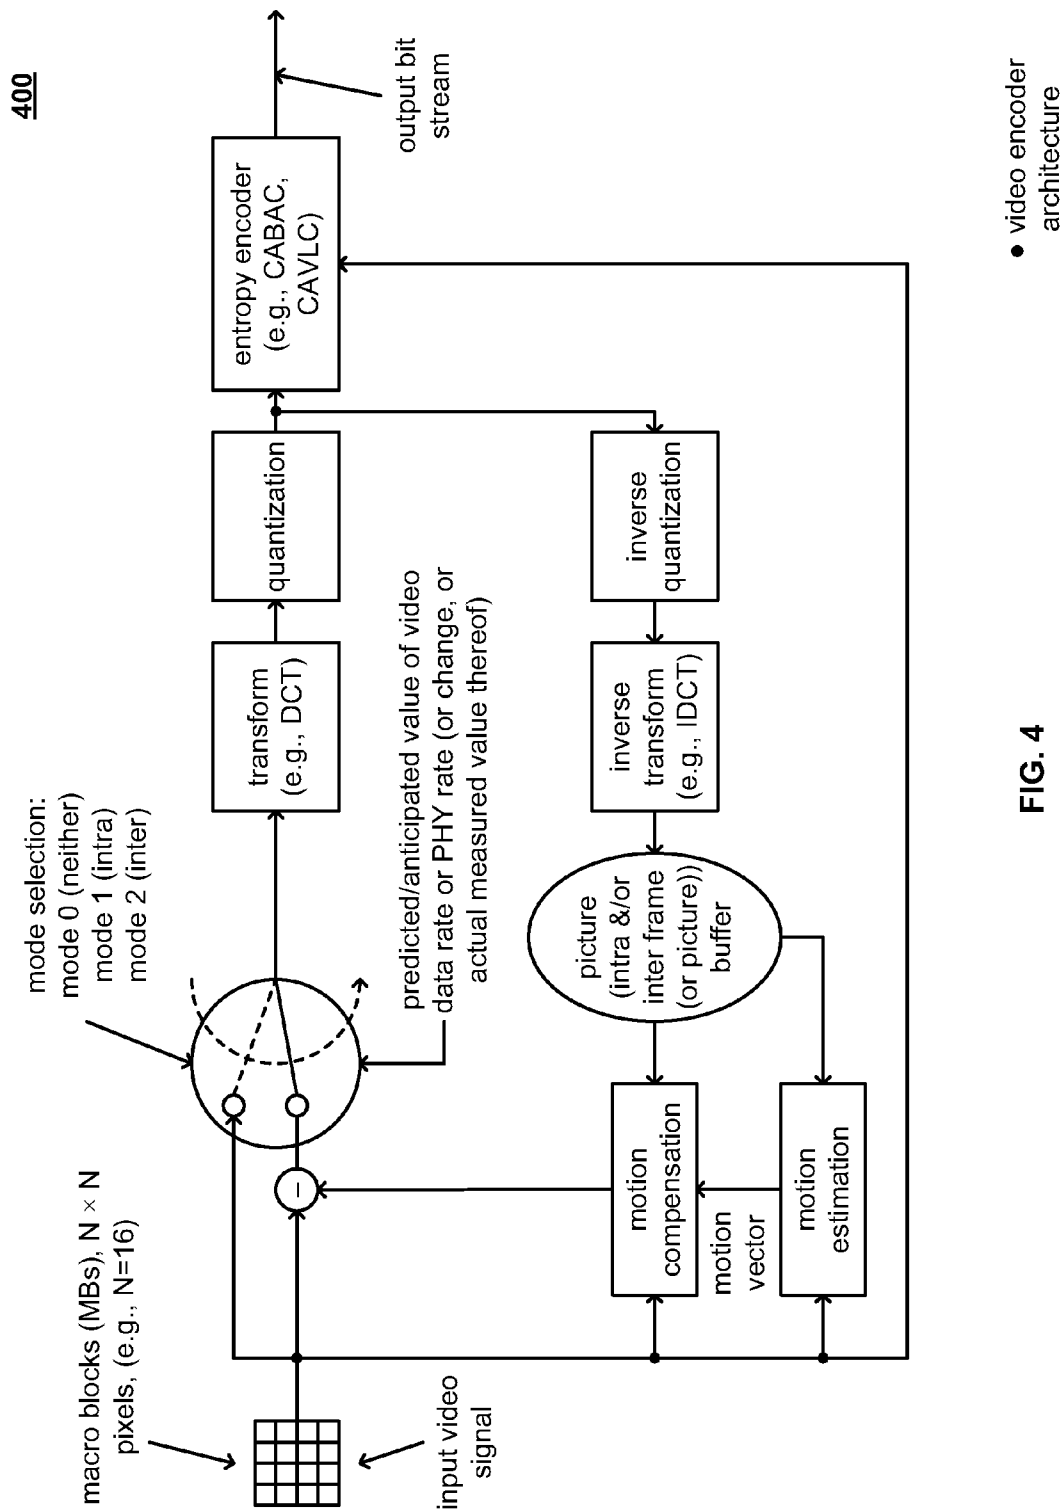 400
macro blocks (MBs), N × N
pixels, (e.g., N=16)
input video
signal
mode selection:
mode 0 (neither)
mode 1 (intra)
mode 2 (inter)
–
transform
(e.g., DCT)
quantization
entropy encoder
(e.g., CABAC,
CAVLC)
output bit
stream
predicted/anticipated value of video
data rate or PHY rate (or change, or
actual measured value thereof)
motion
compensation
motion
vector
motion
estimation
picture
(intra &/or
inter frame
(or picture))
buffer
inverse
transform
(e.g., IDCT)
inverse
quantization
FIG. 4
● video encoder
architecture